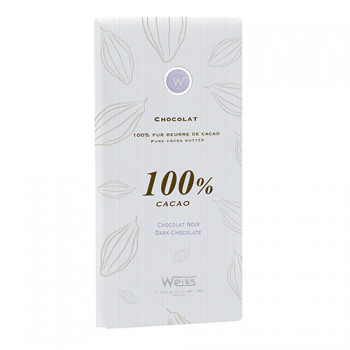 W
CHOCOLAT
100% PUR BEURRE DE CACAO
PURE COCOA BUTTER
100%
CACAO
CHOCOLAT NOIR
DARK CHOCOLATE
Weiss